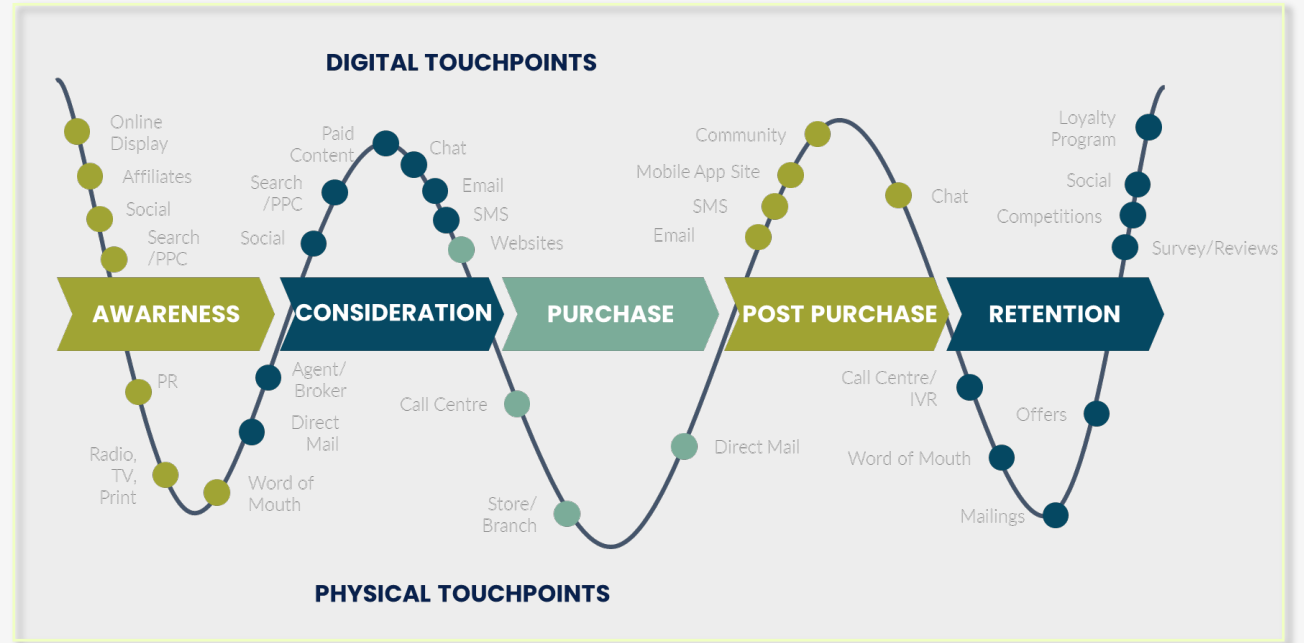 DIGITAL TOUCHPOINTS
Online
Display
Affiliates
Social
Search
/PPC
Paid
Content
Search
/PPC
Social
Chat
Email
SMS
Websites
Community
Mobile App Site
SMS
Email
Chat
Loyalty
Program
Social
Competitions
Survey/Reviews
AWARENESS
CONSIDERATION
PURCHASE
POST PURCHASE
RETENTION
PR
Radio,
TV,
Print
Word of
Mouth
Agent/
Broker
Direct
Mail
Call Centre
Store/
Branch
Direct Mail
Call Centre/
IVR
Word of Mouth
Mailings
Offers
PHYSICAL TOUCHPOINTS